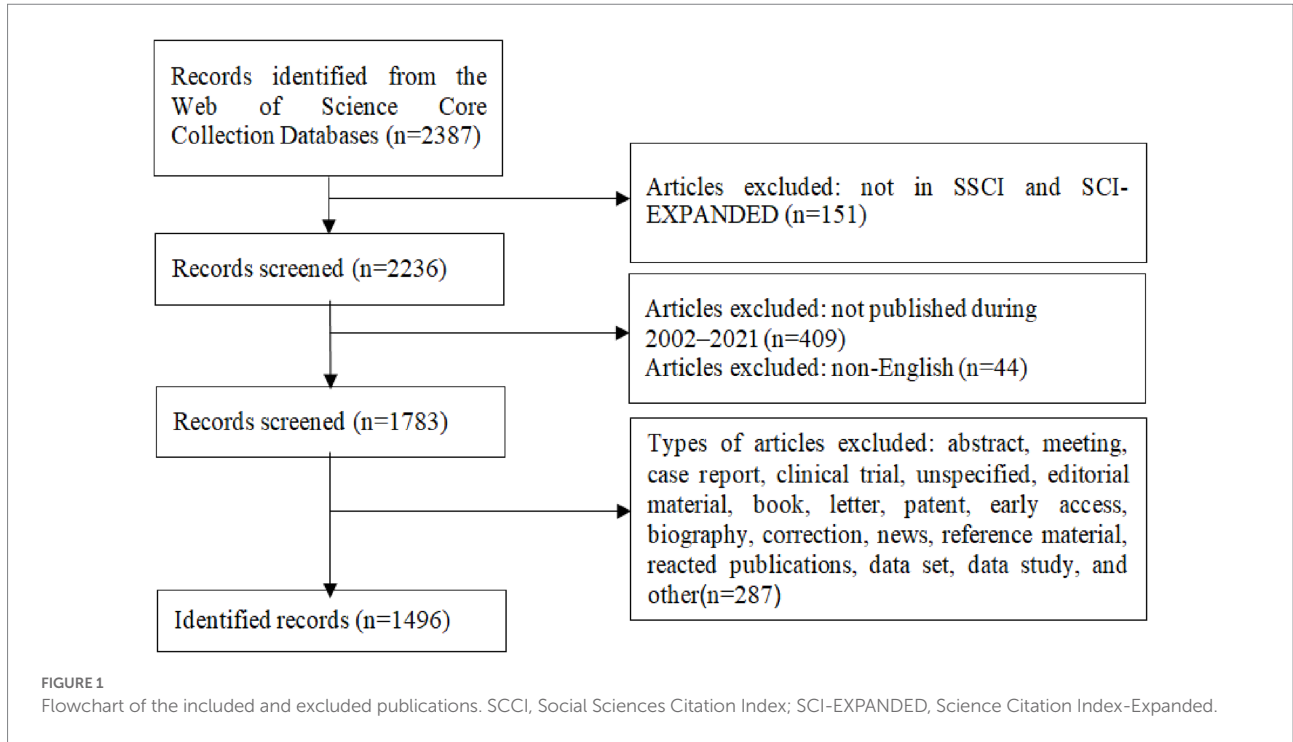 Records identified from the
Web of Science Core
Collection Databases (n=2387)
Articles excluded: not in SSCI and SCI-
EXPANDED (n=151)
Records screened (n=2236)
Articles excluded: not published during
2002–2021 (n=409)
Articles excluded: non-English (n=44)
Records screened (n=1783)
Types of articles excluded: abstract, meeting,
case report, clinical trial, unspecified, editorial
material, book, letter, patent, early access,
biography, correction, news, reference material,
reacted publications, data set, data study, and
other(n=287)
Identified records (n=1496)
FIGURE 1
Flowchart of the included and excluded publications. SCCI, Social Sciences Citation Index; SCI-EXPANDED, Science Citation Index-Expanded.